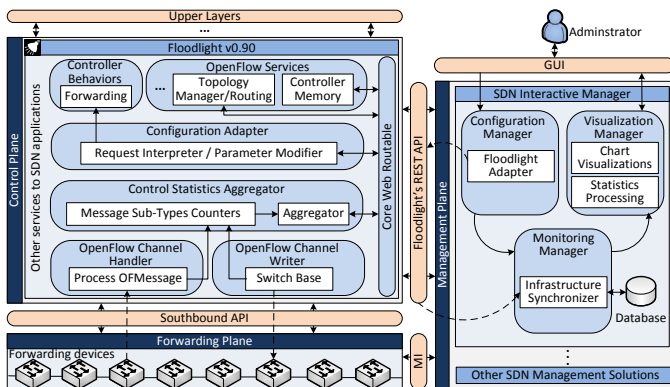 Upper Layers
...
Adminstrator
Control Plane
Floodlight v0.90
Other services to SDN applications
Controller
Behaviors
Forwarding
OpenFlow Services
...
Topology
Manager/Routing
Controller
Memory
Configuration Adapter
Request Interpreter / Parameter Modifier
Control Statistics Aggregator
Message Sub-Types Counters
Aggregator
OpenFlow Channel
Handler
Process OFMessage
OpenFlow Channel
Writer
Switch Base
Core Web Routable
Floodlight's REST API
Southbound API
Forwarding Plane
Forwarding devices
MI
GUI
Management Plane
SDN Interactive Manager
Configuration
Manager
Floodlight
Adapter
Visualization
Manager
Chart
Visualizations
Statistics
Processing
Monitoring
Manager
Infrastructure
Synchronizer
Database
...
Other SDN Management Solutions